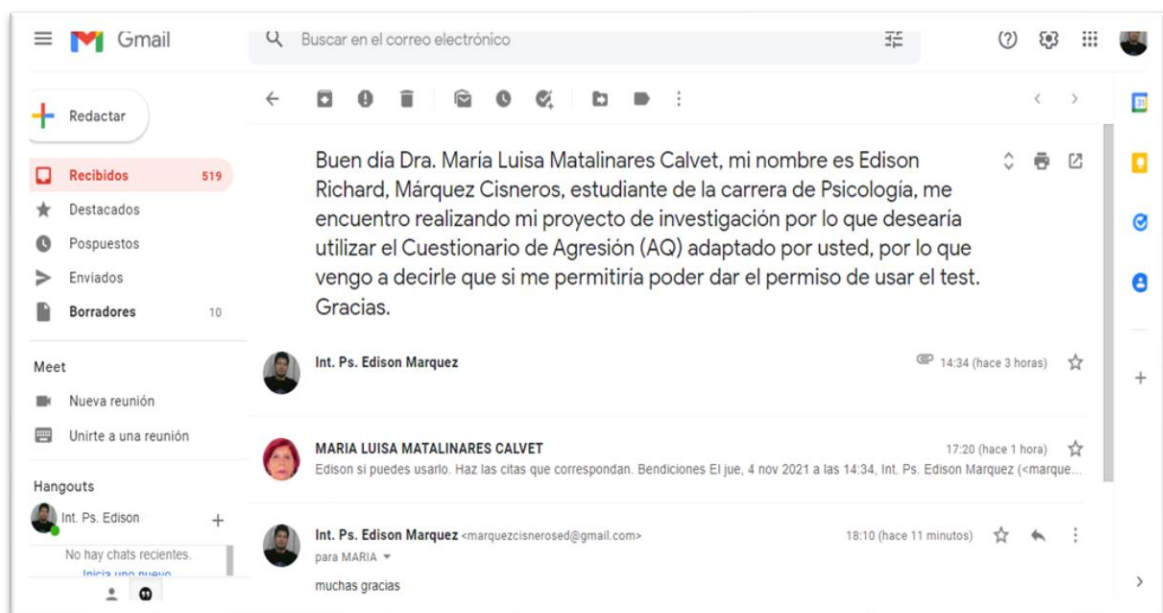 Gmail
Buscar en el correo electrónico
Redactar
Recibidos 519
Destacados
Pospuestos
Enviados
Borradores 10
Meet
Nueva reunión
Unirte a una reunión
Hangouts
Int. Ps. Edison
No hay chats recientes.
Inicia uno nuevo
Buen día Dra. María Luisa Matalinares Calvet, mi nombre es Edison
Richard, Márquez Cisneros, estudiante de la carrera de Psicología, me
encuentro realizando mi proyecto de investigación por lo que desearía
utilizar el Cuestionario de Agresión (AQ) adaptado por usted, por lo que
vengo a decirle que si me permitiría poder dar el permiso de usar el test.
Gracias.
Int. Ps. Edison Marquez 14:34 (hace 3 horas)
MARIA LUISA MATALINARES CALVET 17:20 (hace 1 hora)
Edison si puedes usarlo. Haz las citas que correspondan. Bendiciones El jue, 4 nov 2021 a las 14:34, Int. Ps. Edison Marquez (<marque...
Int. Ps. Edison Marquez <marquezcisnerosed@gmail.com> 18:10 (hace 11 minutos)
para MARIA
muchas gracias
31